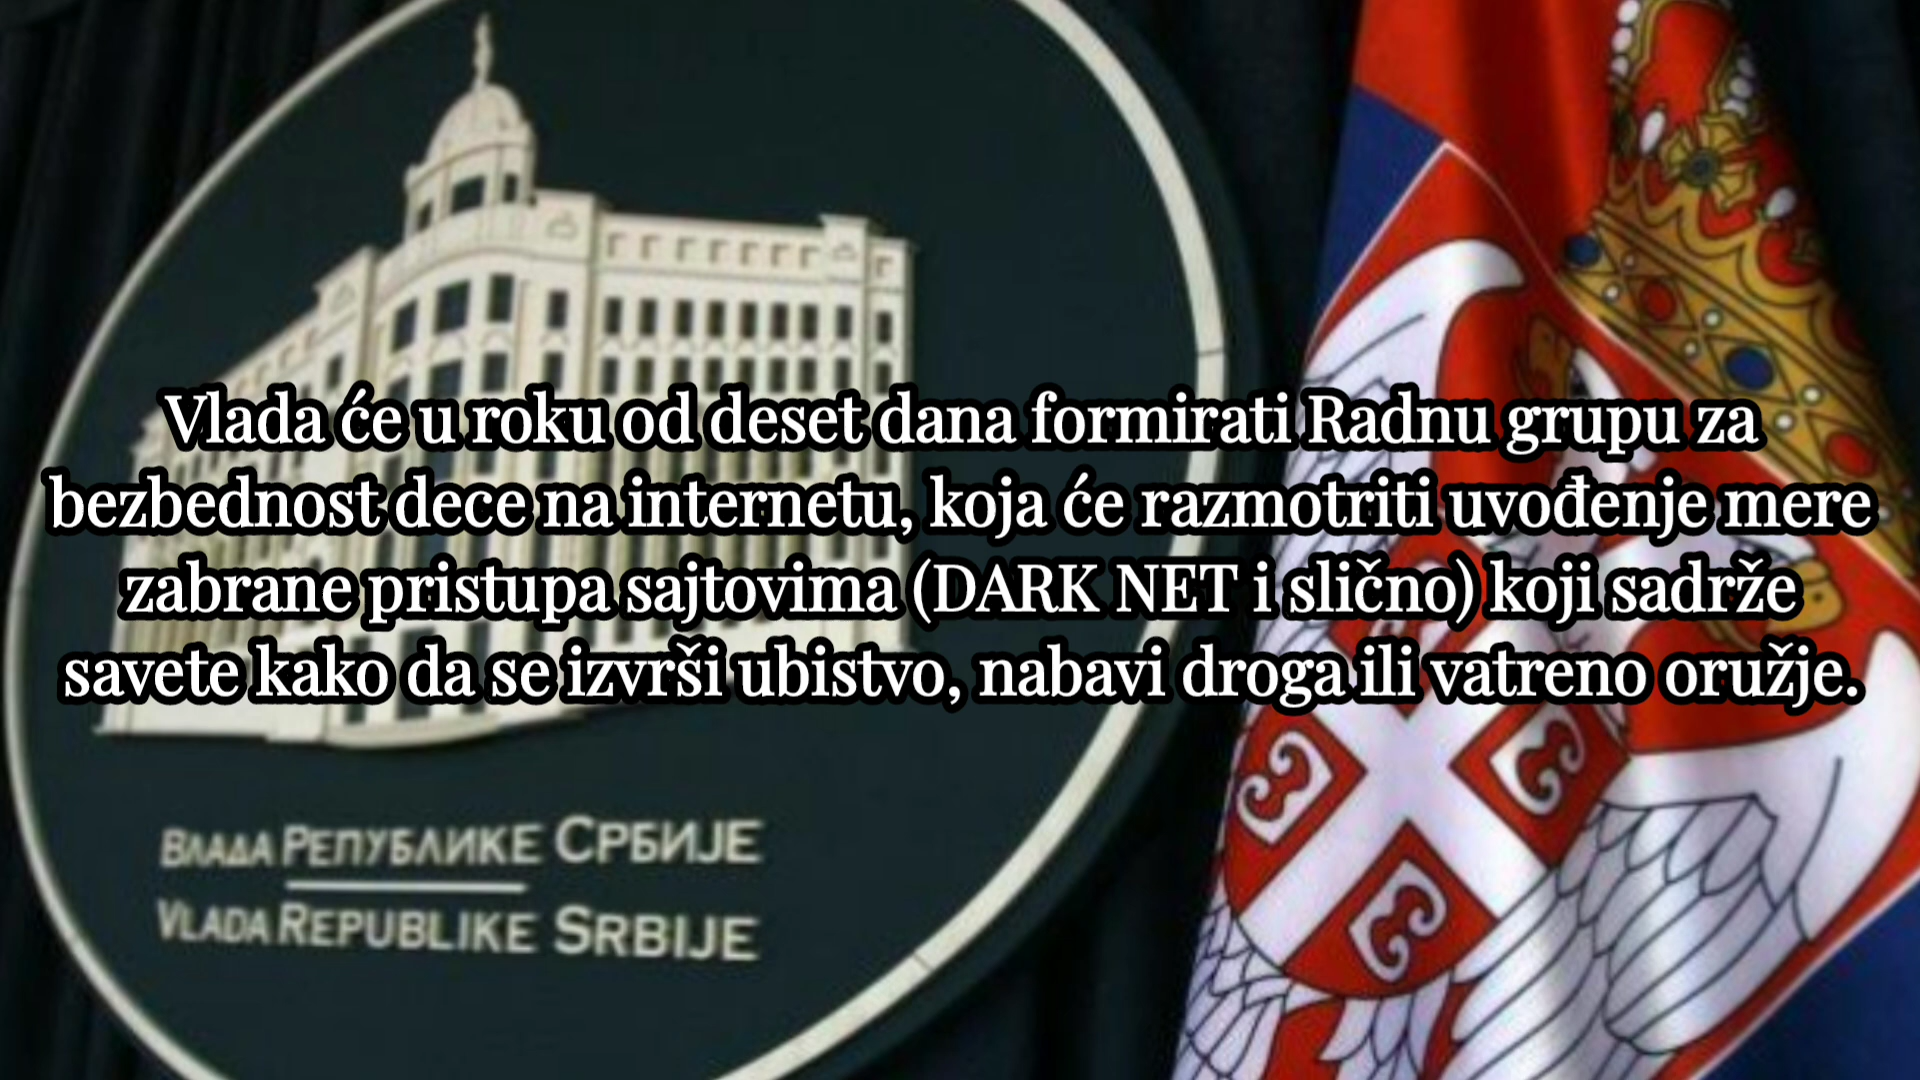 Vlada će u roku od deset dana formirati Radnu grupu za
bezbednost dece na internetu, koja će razmotriti uvođenje mere
zabrane pristupa sajtovima (DARK NET i slično) koji sadrže
savete kako da se izvrši ubistvo, nabavi droga ili vatreno oružje.
ВЛАДА РЕПУБЛИКЕ СРБИЈЕ
VLADA REPUBLIKE SRBIJE